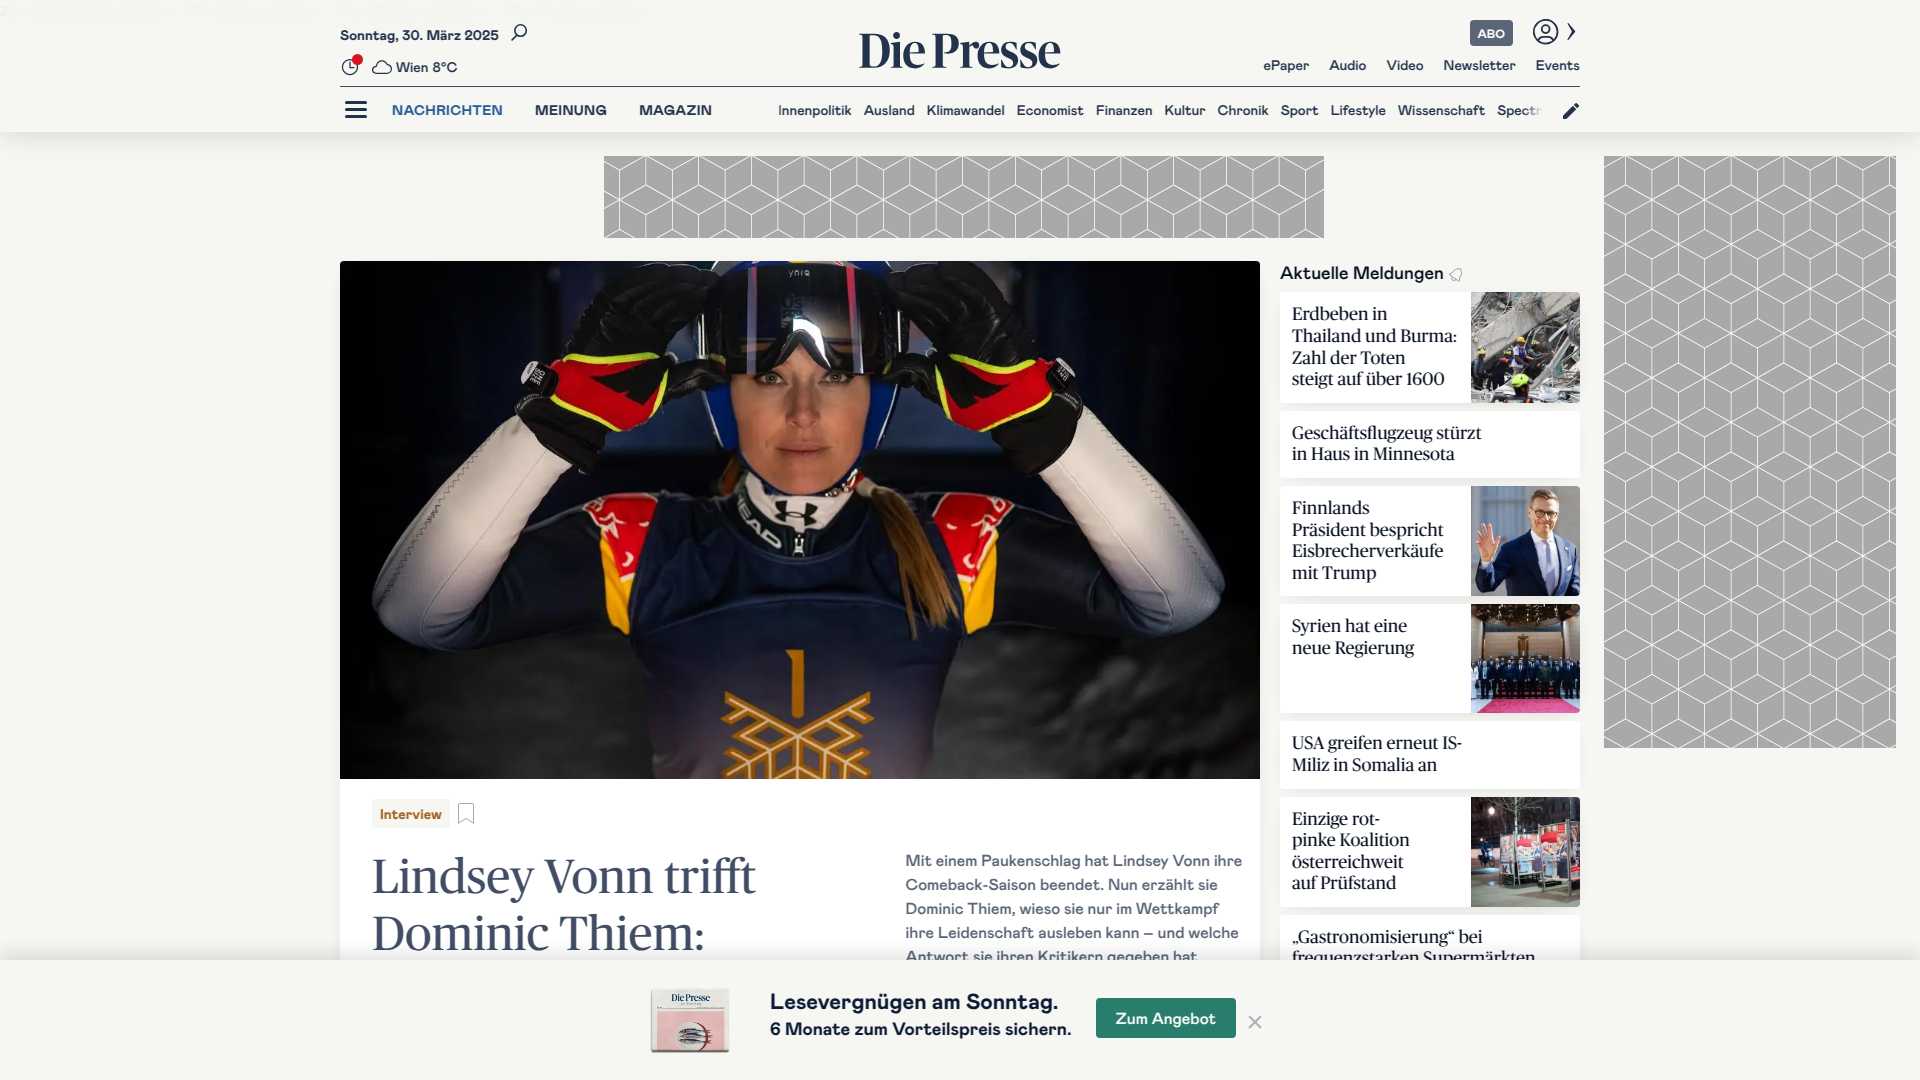 Sonntag, 30. März 2025
Wien 8°C
Die Presse
ABO
ePaper Audio Video Newsletter Events
NACHRICHTEN MEINUNG MAGAZIN
Innenpolitik Ausland Klimawandel Economist Finanzen Kultur Chronik Sport Lifestyle Wissenschaft Spectr
Aktuelle Meldungen
Erdbeben in
Thailand und Burma:
Zahl der Toten
steigt auf über 1600
Geschäftsflugzeug stürzt
in Haus in Minnesota
Finnlands
Präsident bespricht
Eisbrecherverkäufe
mit Trump
Syrien hat eine
neue Regierung
USA greifen erneut IS-
Miliz in Somalia an
Einzige rot-
pinke Koalition
österreichweit
auf Prüfstand
„Gastronomisierung“ bei
frequenzstarken Supermärkten
yniq
HEAD
Interview
Lindsey Vonn trifft
Dominic Thiem:
Mit einem Paukenschlag hat Lindsey Vonn ihre
Comeback-Saison beendet. Nun erzählt sie
Dominic Thiem, wieso sie nur im Wettkampf
ihre Leidenschaft ausleben kann – und welche
Antwort sie ihren Kritikern gegeben hat.
Die Presse
Lesevergnügen am Sonntag.
6 Monate zum Vorteilspreis sichern.
Zum Angebot